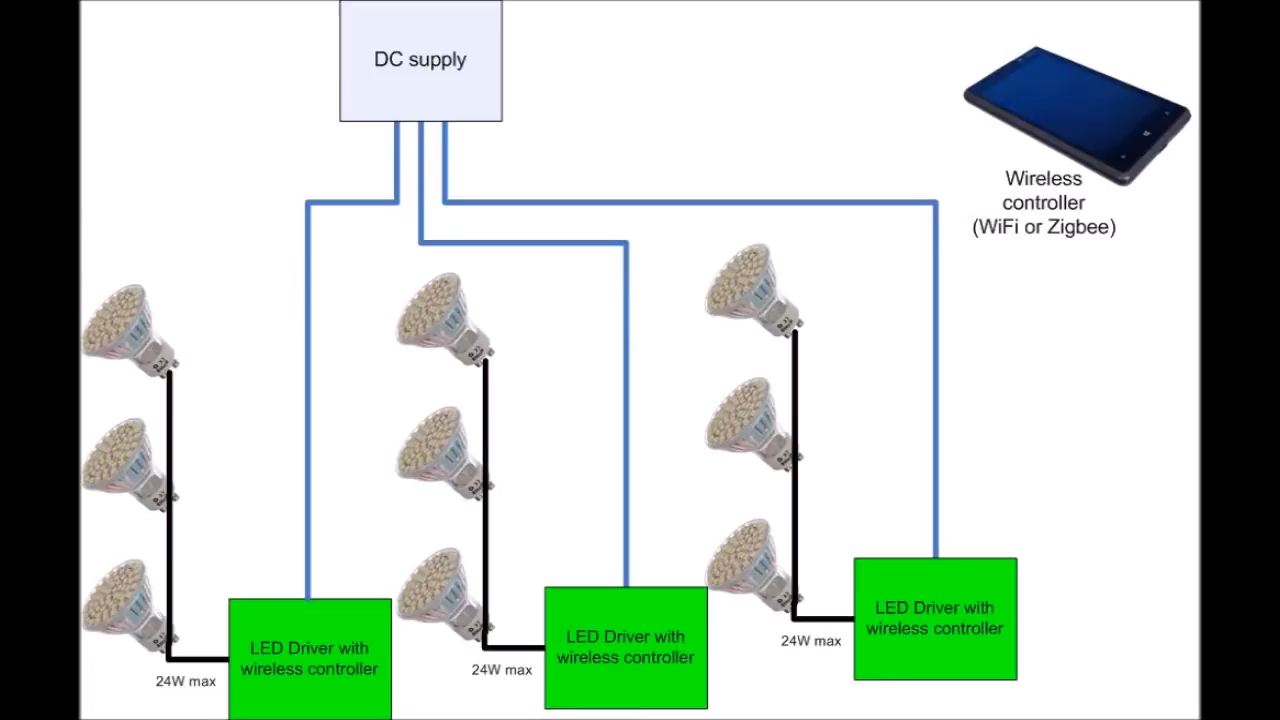 DC supply
Wireless
controller
(WiFi or Zigbee)
LED Driver with
wireless controller
24W max
LED Driver with
wireless controller
24W max
LED Driver with
wireless controller
24W max